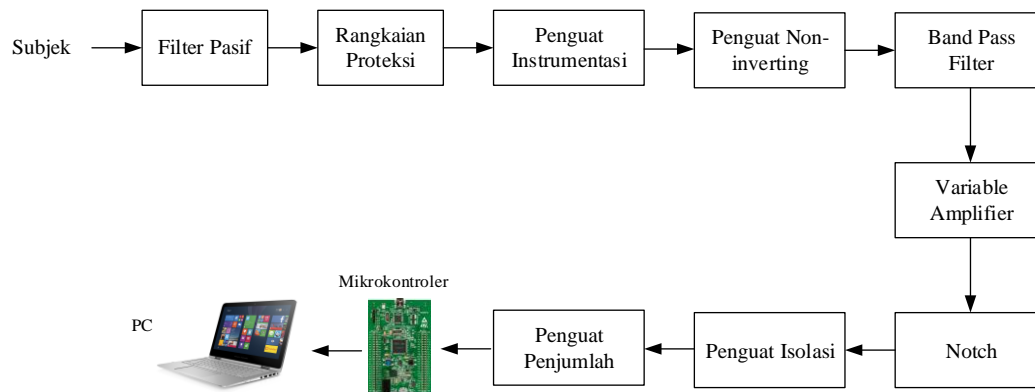 Subjek
Filter Pasif
Rangkaian
Proteksi
Penguat
Instrumentasi
Penguat Non-
inverting
Band Pass
Filter
Variable
Amplifier
Notch
Penguat Isolasi
Penguat
Penjumlah
Mikrokontroler
PC